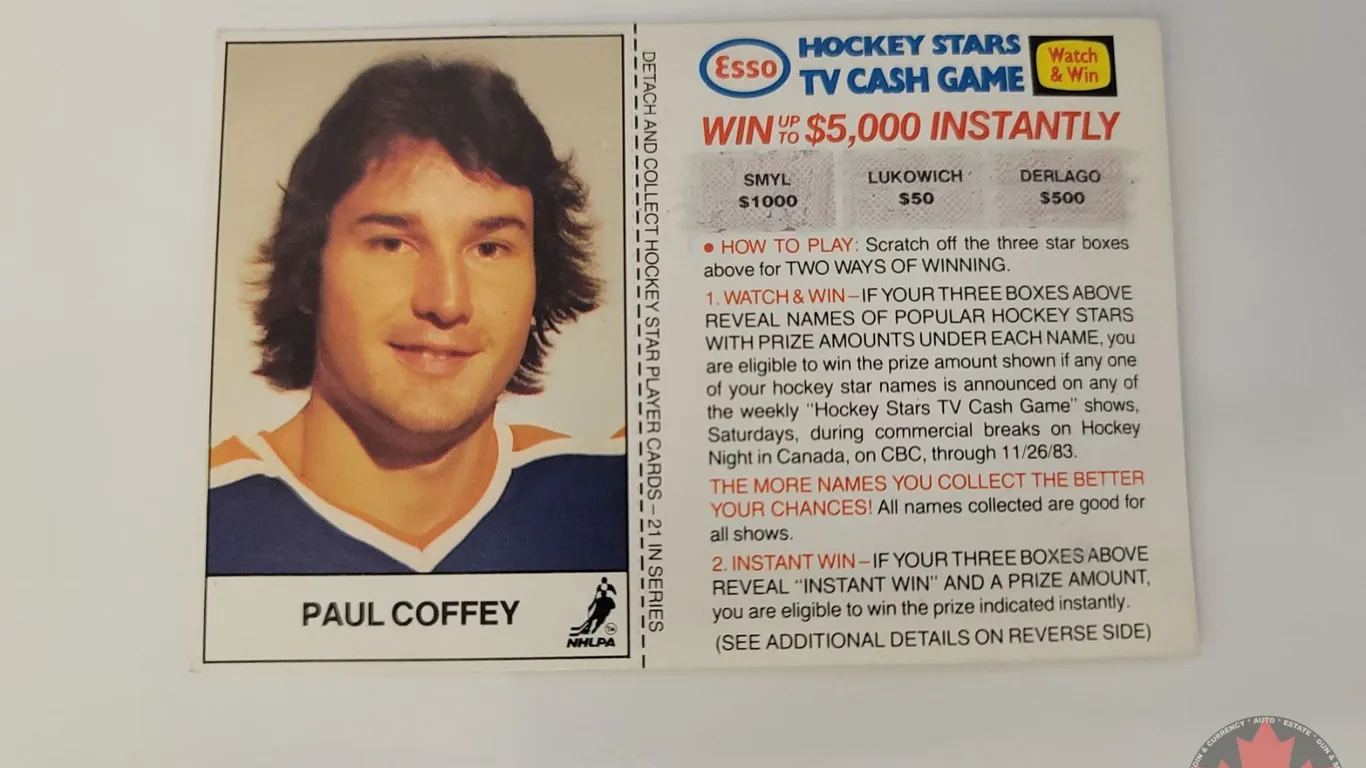 PAUL COFFEY
TM
NHLPA
DETACH AND COLLECT HOCKEY STAR PLAYER CARDS – 21 IN SERIES
Esso
HOCKEY STARS
TV CASH GAME
Watch
& Win
WIN UP TO $5,000 INSTANTLY
SMYL
$1000
LUKOWICH
$50
DERLAGO
$500
• HOW TO PLAY: Scratch off the three star boxes
above for TWO WAYS OF WINNING.
1. WATCH & WIN – IF YOUR THREE BOXES ABOVE
REVEAL NAMES OF POPULAR HOCKEY STARS
WITH PRIZE AMOUNTS UNDER EACH NAME, you
are eligible to win the prize amount shown if any one
of your hockey star names is announced on any of
the weekly "Hockey Stars TV Cash Game" shows,
Saturdays, during commercial breaks on Hockey
Night in Canada, on CBC, through 11/26/83.
THE MORE NAMES YOU COLLECT THE BETTER
YOUR CHANCES! All names collected are good for
all shows.
2. INSTANT WIN – IF YOUR THREE BOXES ABOVE
REVEAL "INSTANT WIN" AND A PRIZE AMOUNT,
you are eligible to win the prize indicated instantly.
(SEE ADDITIONAL DETAILS ON REVERSE SIDE)
& CURRENCY · AUTO · ESTATE · GUN &